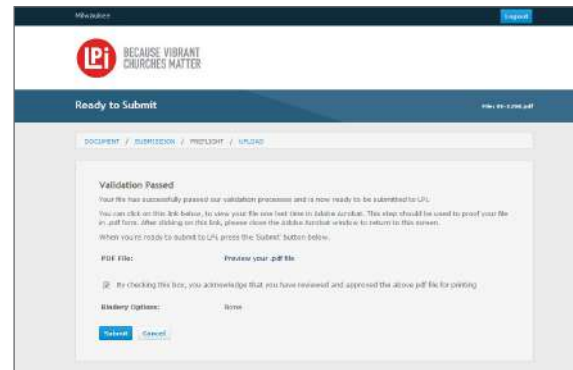 Milwaukee
Logout
LPi BECAUSE VIBRANT
CHURCHES MATTER
Ready to Submit
DOCUMENT / SUBMISSION / PREFLIGHT / UPLOAD
Validation Passed
Your file has successfully passed our validation processes and is now ready to be submitted to LPi.
You can click on this link below, to view your file one last time in Adobe Acrobat. This step should be used to proof your file
in .pdf form. After clicking on this link, please close the Adobe Acrobat window to return to this screen.
When you're ready to submit to LPi, press the 'Submit' button below.
PDF File: Preview your .pdf file
By checking this box, you acknowledge that you have reviewed and approved the above pdf file for printing
Bindery Options: None
Submit Cancel